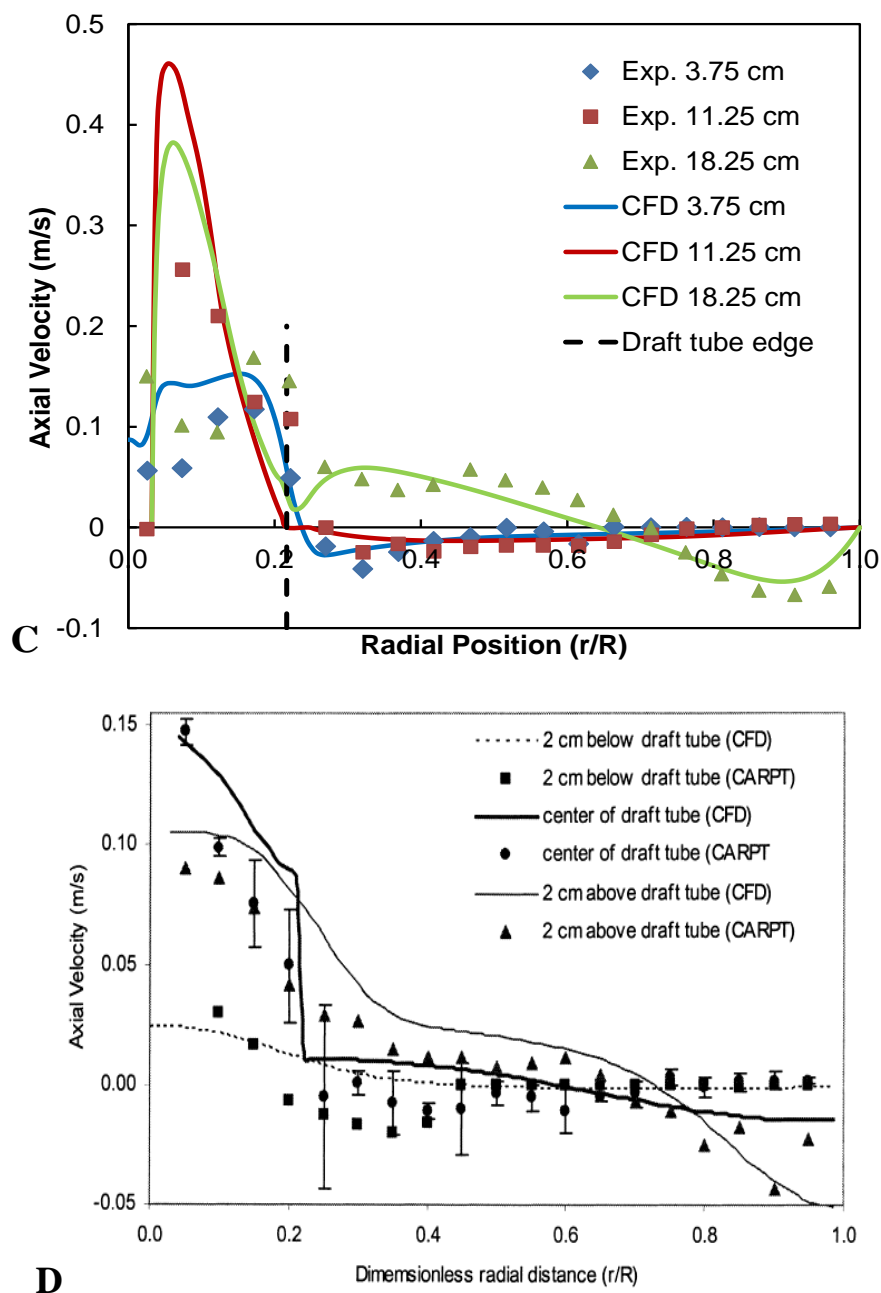 0.5
0.4
0.3
0.2
0.1
0
-0.1
Axial Velocity (m/s)
Exp. 3.75 cm
Exp. 11.25 cm
Exp. 18.25 cm
CFD 3.75 cm
CFD 11.25 cm
CFD 18.25 cm
Draft tube edge
0.0 0.2 0.4 0.6 0.8 1.0
Radial Position (r/R)
C
0.15
0.10
0.05
0.00
-0.05
Axial Velocity (m/s)
2 cm below draft tube (CFD)
2 cm below draft tube (CARPT)
center of draft tube (CFD)
center of draft tube (CARPT
2 cm above draft tube (CFD)
2 cm above draft tube (CARPT)
0.0 0.2 0.4 0.6 0.8 1.0
Dimemsionless radial distance (r/R)
D